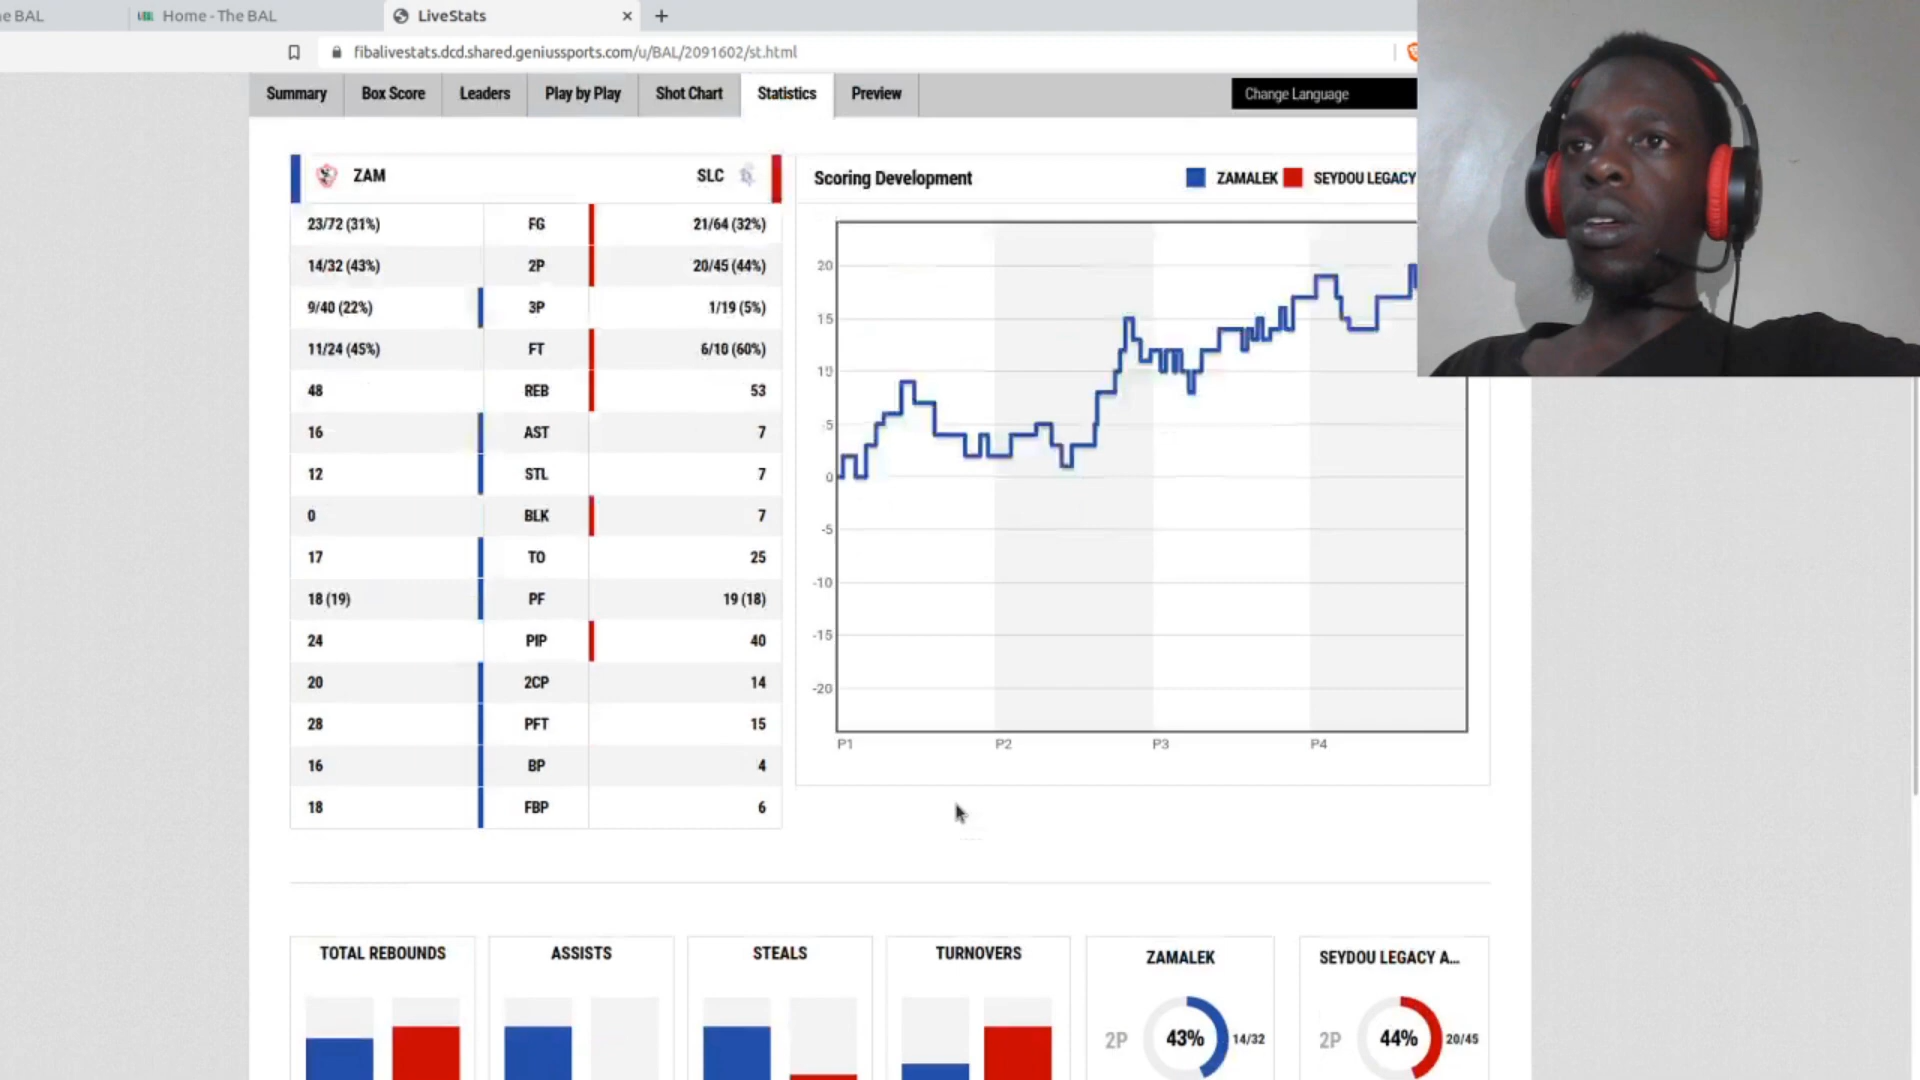 e BAL
Home - The BAL
LiveStats
fibalivestats.dcd.shared.geniussports.com/u/BAL/2091602/st.html
Summary Box Score Leaders Play by Play Shot Chart Statistics Preview
Change Language
ZAM SLC
23/72 (31%) FG 21/64 (32%)
14/32 (43%) 2P 20/45 (44%)
9/40 (22%) 3P 1/19 (5%)
11/24 (45%) FT 6/10 (60%)
48 REB 53
16 AST 7
12 STL 7
0 BLK 7
17 TO 25
18 (19) PF 19 (18)
24 PIP 40
20 2CP 14
28 PFT 15
16 BP 4
18 FBP 6
Scoring Development
ZAMALEK SEYDOU LEGACY
20
15
10
5
0
-5
-10
-15
-20
P1 P2 P3 P4
TOTAL REBOUNDS
ASSISTS
STEALS
TURNOVERS
ZAMALEK
2P 43% 14/32
SEYDOU LEGACY A...
2P 44% 20/45